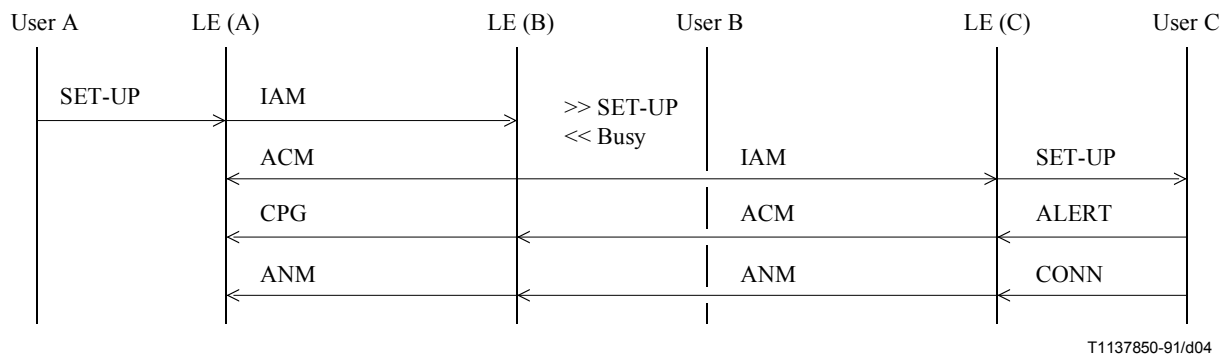 User A LE (A) LE (B) User B LE (C) User C
SET-UP IAM >> SET-UP
<< Busy
ACM IAM SET-UP
CPG ACM ALERT
ANM ANM CONN
T1137850-91/d04